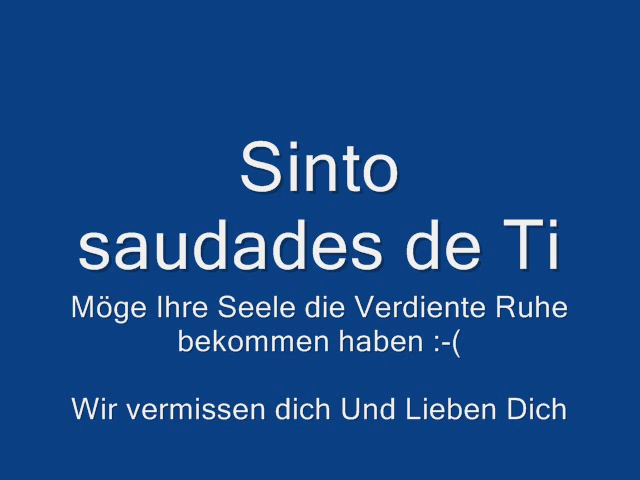 Sinto
saudades de Ti
Möge Ihre Seele die Verdiente Ruhe
bekommen haben :-(
Wir vermissen dich Und Lieben Dich